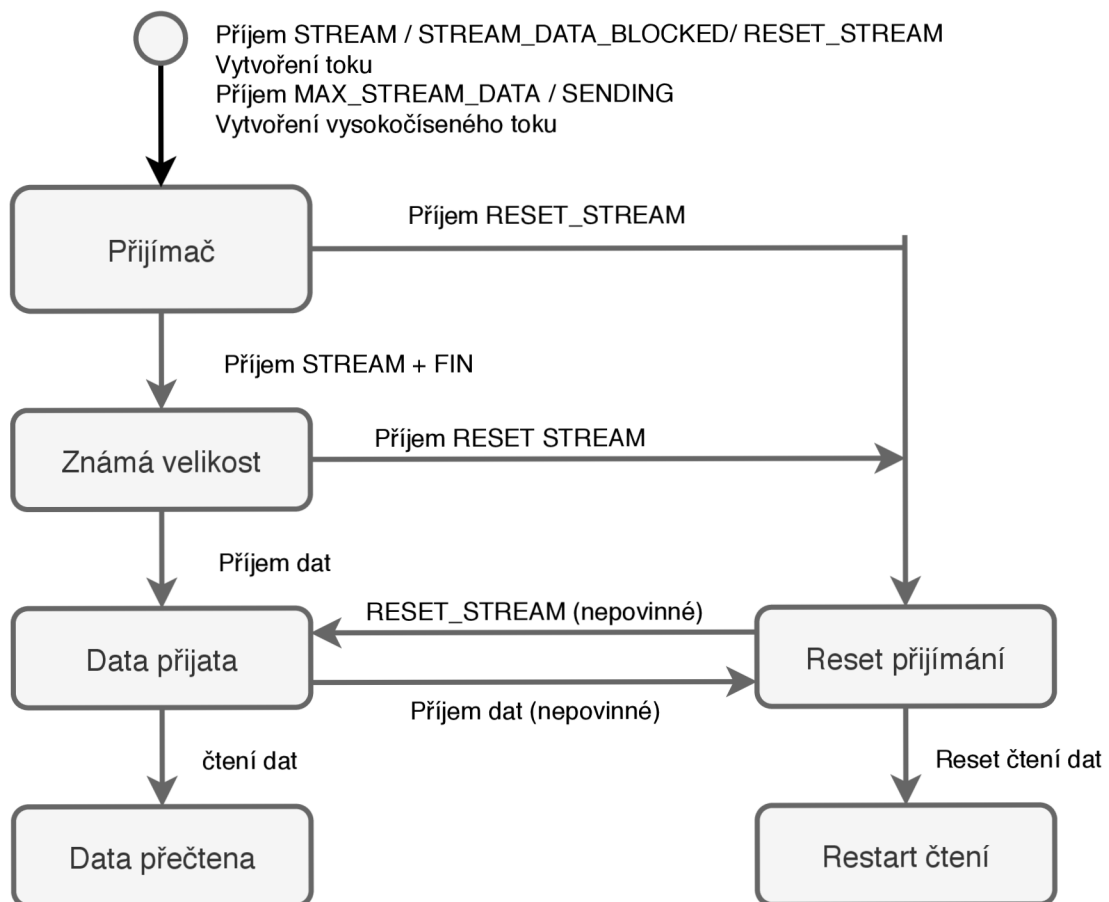 Příjem STREAM / STREAM_DATA_BLOCKED/ RESET_STREAM
Vytvoření toku
Příjem MAX_STREAM_DATA / SENDING
Vytvoření vysokočíseného toku
Příjem RESET_STREAM
Přijímač
Příjem STREAM + FIN
Příjem RESET STREAM
Známá velikost
Příjem dat
RESET_STREAM (nepovinné)
Data přijata
Reset přijímání
Příjem dat (nepovinné)
čtení dat
Reset čtení dat
Data přečtena
Restart čtení